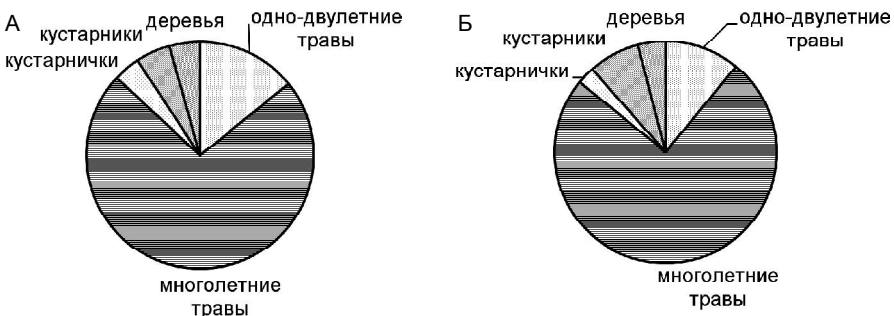 А
деревья
одно-двулетние
травы
кустарники
кустарнички
многолетние
травы
Б
деревья
одно-двулетние
травы
кустарники
кустарнички
многолетние
травы